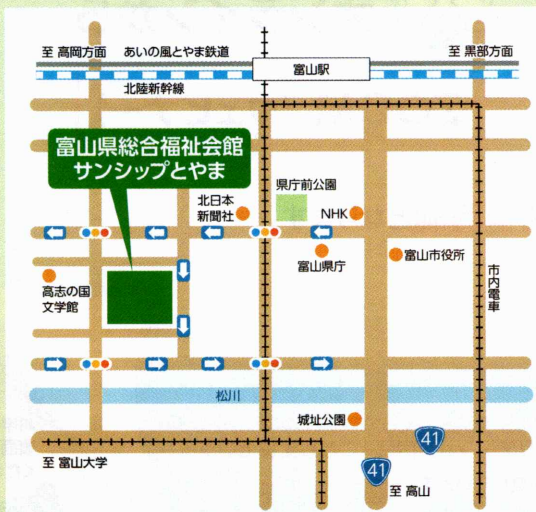 至 高岡方面
あいの風とやま鉄道
至 黒部方面
富山駅
北陸新幹線
富山県総合福祉会館
サンシップとやま
県庁前公園
北日本
新聞社
NHK
富山県庁
富山市役所
高志の国
文学館
市内電車
松川
城址公園
41
至 富山大学
41
至 高山